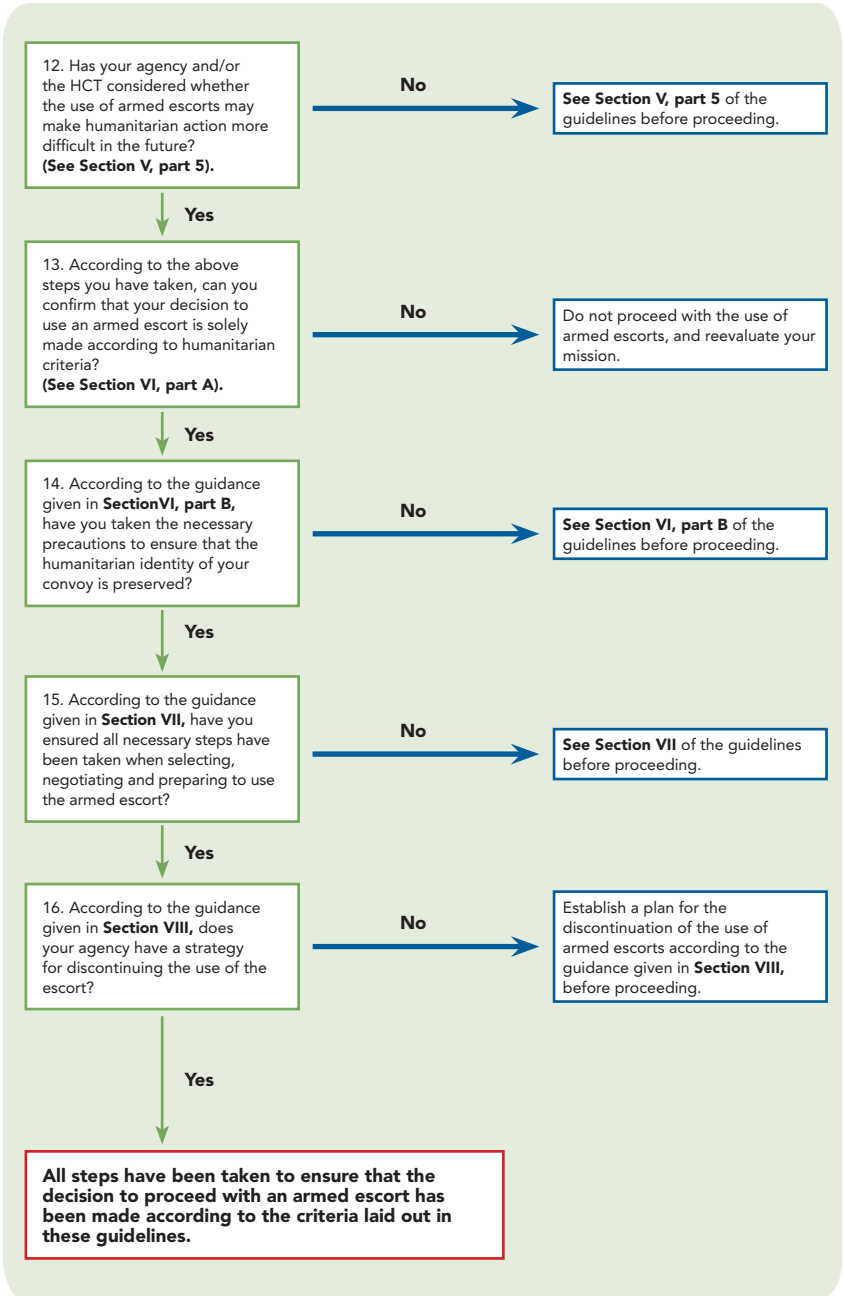 12. Has your agency and/or
the HCT considered whether
the use of armed escorts may
make humanitarian action more
difficult in the future?
(See Section V, part 5).
No
See Section V, part 5 of the
guidelines before proceeding.
Yes
13. According to the above
steps you have taken, can you
confirm that your decision to
use an armed escort is solely
made according to humanitarian
criteria?
(See Section VI, part A).
No
Do not proceed with the use of
armed escorts, and reevaluate your
mission.
Yes
14. According to the guidance
given in SectionVI, part B,
have you taken the necessary
precautions to ensure that the
humanitarian identity of your
convoy is preserved?
No
See Section VI, part B of the
guidelines before proceeding.
Yes
15. According to the guidance
given in Section VII, have you
ensured all necessary steps have
been taken when selecting,
negotiating and preparing to use
the armed escort?
No
See Section VII of the guidelines
before proceeding.
Yes
16. According to the guidance
given in Section VIII, does
your agency have a strategy
for discontinuing the use of the
escort?
No
Establish a plan for the
discontinuation of the use of
armed escorts according to the
guidance given in Section VIII,
before proceeding.
Yes
All steps have been taken to ensure that the
decision to proceed with an armed escort has
been made according to the criteria laid out in
these guidelines.